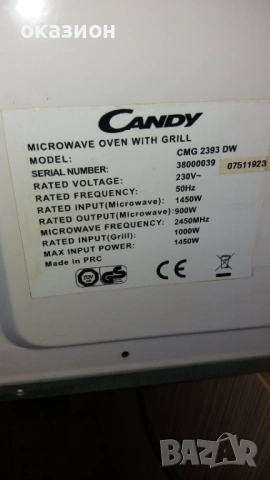 оказион
CANDY
MICROWAVE OVEN WITH GRILL
MODEL: CMG 2393 DW
SERIAL NUMBER: 38000039 07511923
RATED VOLTAGE: 230V~
RATED FREQUENCY: 50Hz
RATED INPUT(Microwave): 1450W
RATED OUTPUT(Microwave): 900W
MICROWAVE FREQUENCY: 2450MHz
RATED INPUT(Grill): 1000W
MAX INPUT POWER: 1450W
Made in PRC
TÜV GS CE
bazar